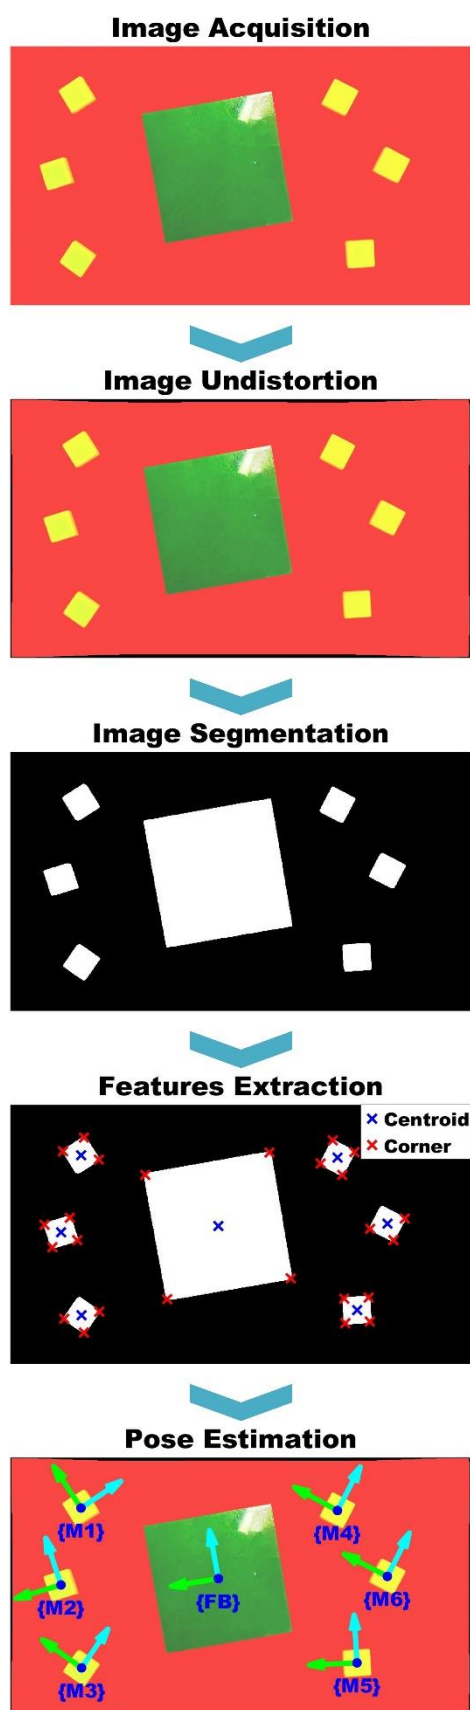 Image Acquisition
Image Undistortion
Image Segmentation
Features Extraction
Centroid
Corner
Pose Estimation
{M1}
{M4}
{M2}
{FB}
{M6}
{M3}
{M5}